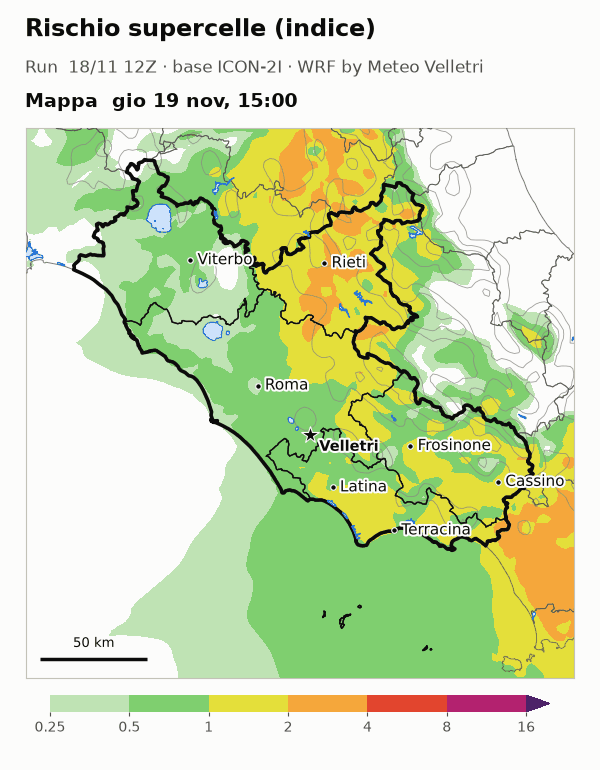 Rischio supercelle (indice)
Run  18/11 12Z · base ICON-2I · WRF by Meteo Velletri
Mappa  gio 19 nov, 15:00
Viterbo
Rieti
Roma
Velletri
Frosinone
Latina
Cassino
Terracina
50 km
0.25 0.5 1 2 4 8 16